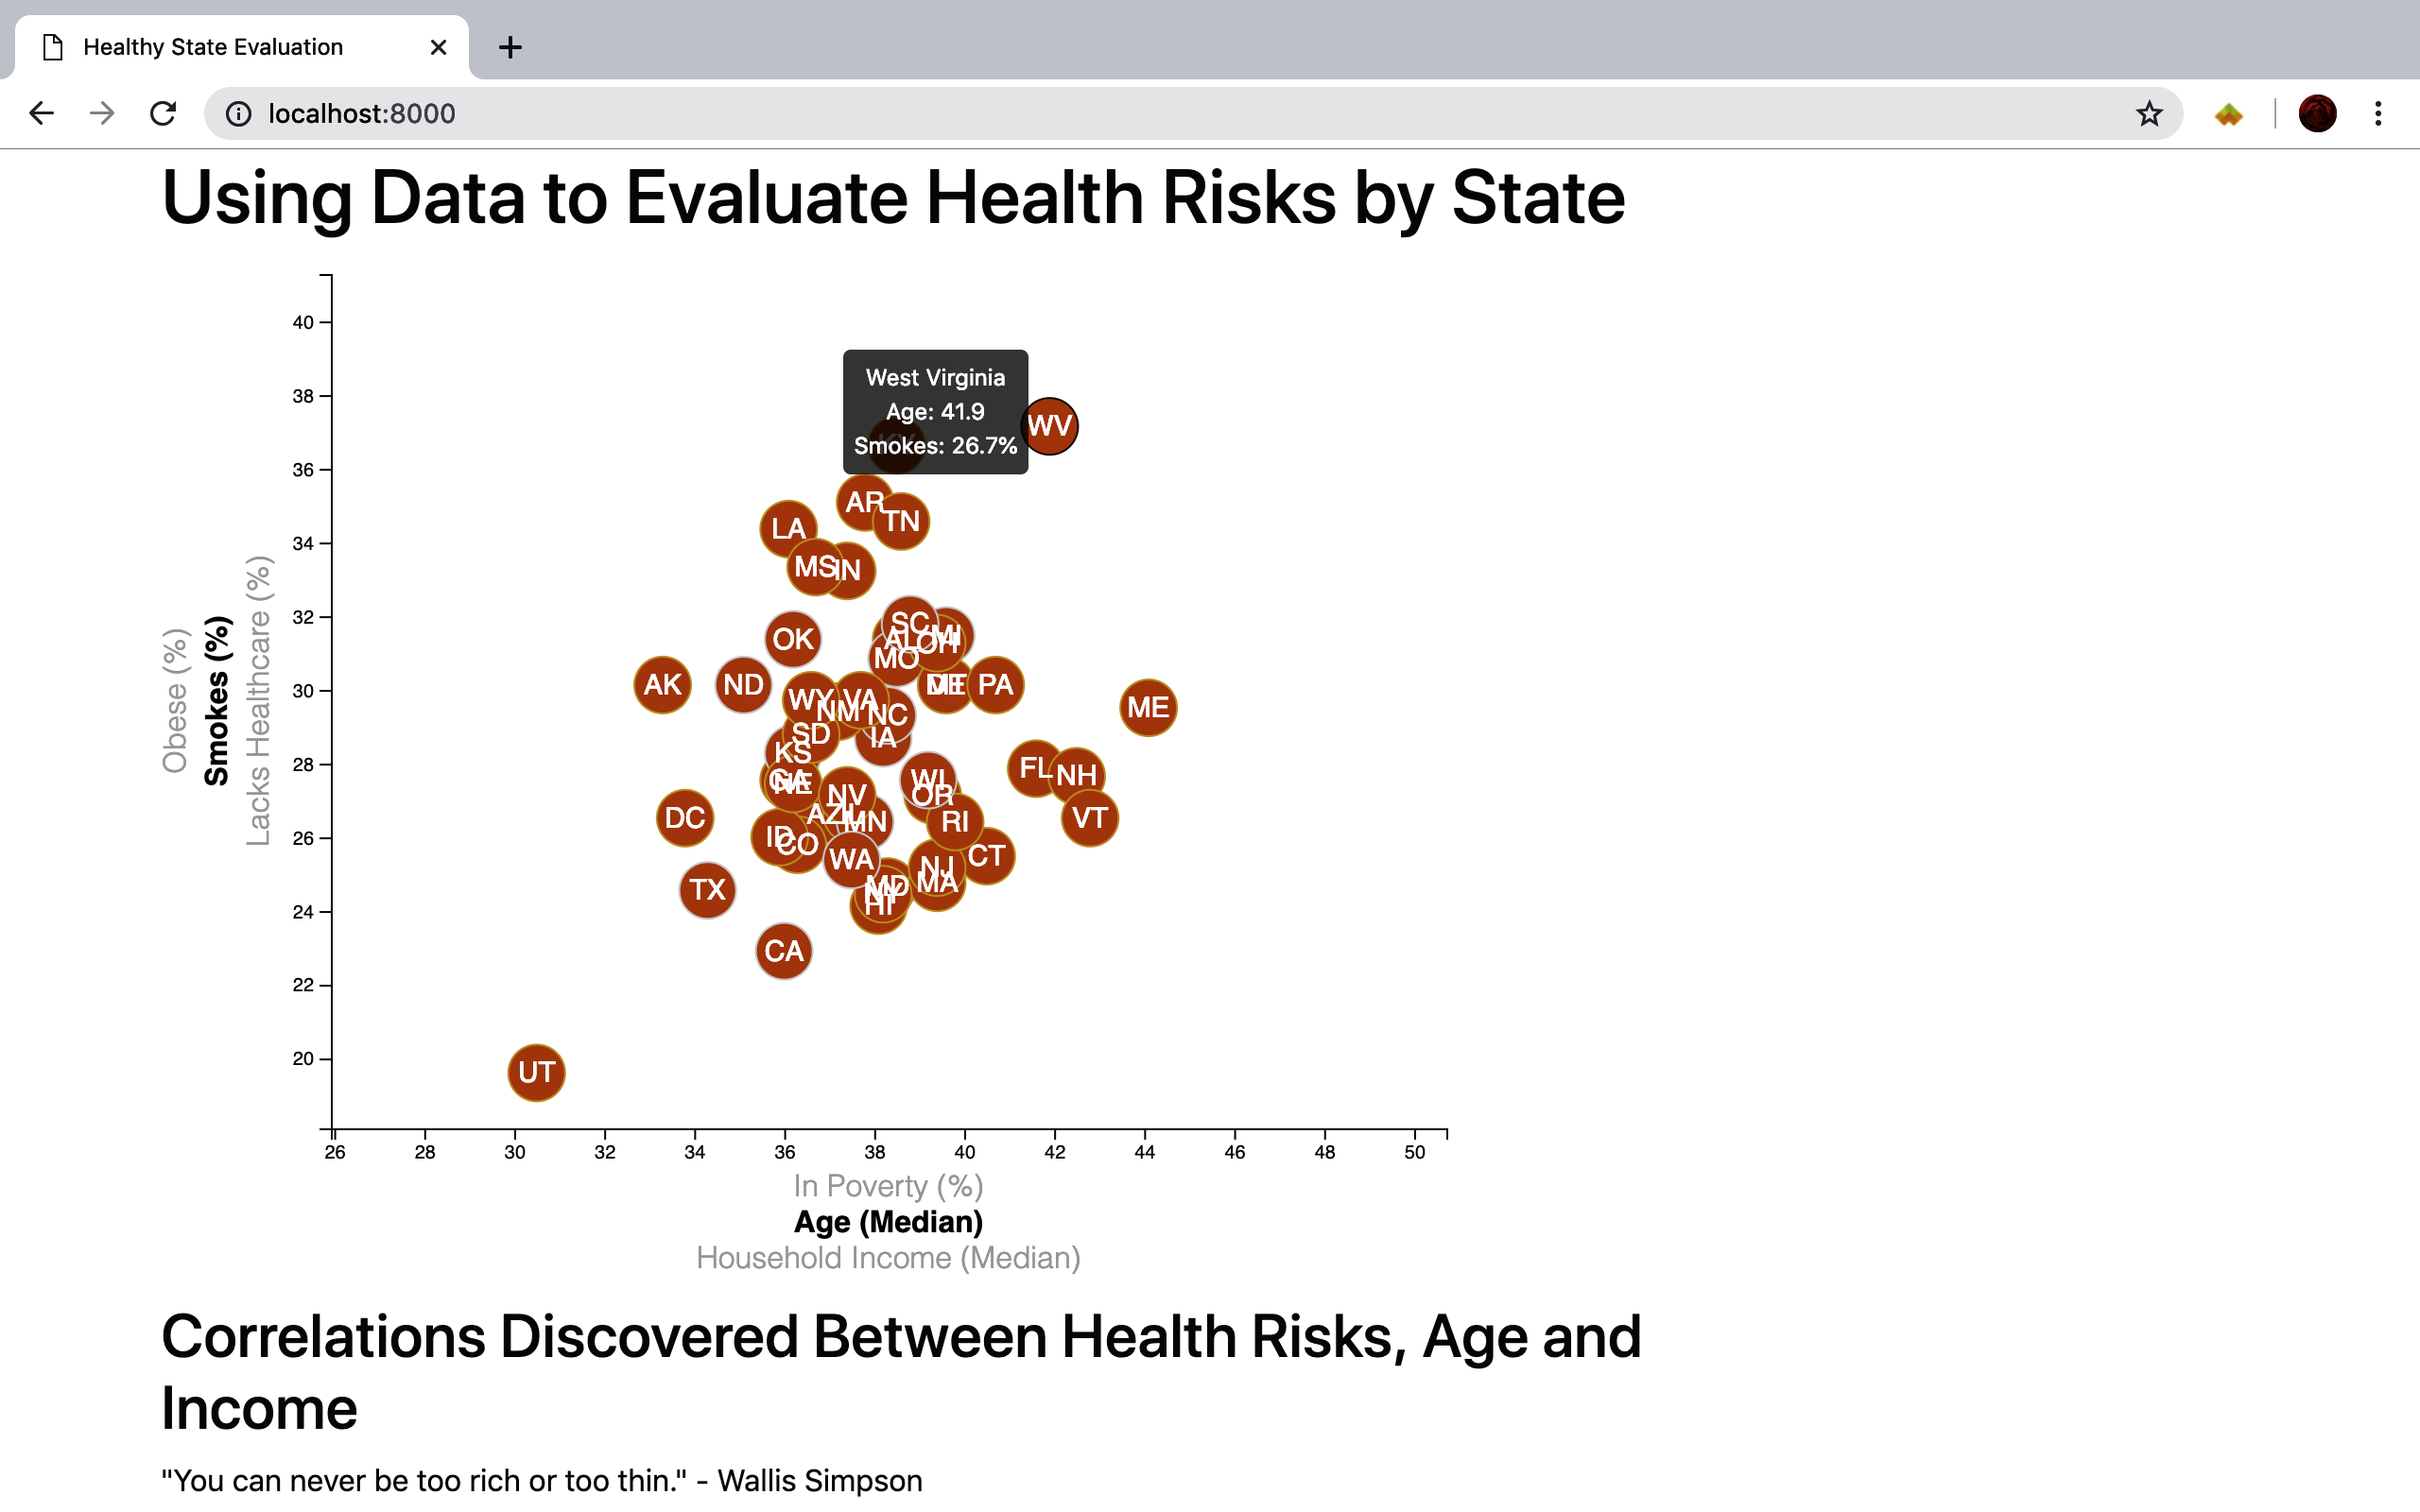 Healthy State Evaluation
localhost:8000
Using Data to Evaluate Health Risks by State
40
38
36
34
32
30
28
26
24
22
20
Obese (%)
Smokes (%)
Lacks Healthcare (%)
West Virginia
Age: 41.9
Smokes: 26.7%
WV
AR
TN
LA
MS
IN
SC
MI
OK
AL
OH
MO
AK
ND
DE
PA
WY
VA
NM
NC
ME
SD
IA
KS
FL
NH
GA
NE
WI
OR
NV
DC
AZ
IL
MN
RI
VT
ID
CO
WA
CT
NJ
MA
TX
MD
NY
HI
CA
UT
26 28 30 32 34 36 38 40 42 44 46 48 50
In Poverty (%)
Age (Median)
Household Income (Median)
Correlations Discovered Between Health Risks, Age and
Income
"You can never be too rich or too thin." - Wallis Simpson